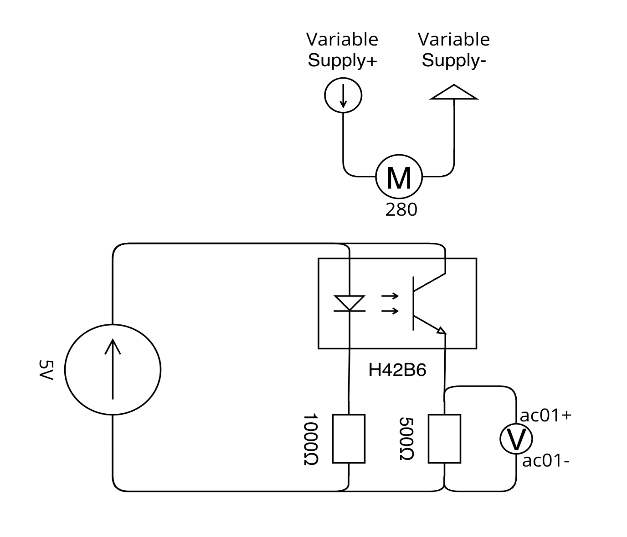 Variable
Supply+
Variable
Supply-
M
280
5V
H42B6
1000Ω
500Ω
ac01+
V
ac01-